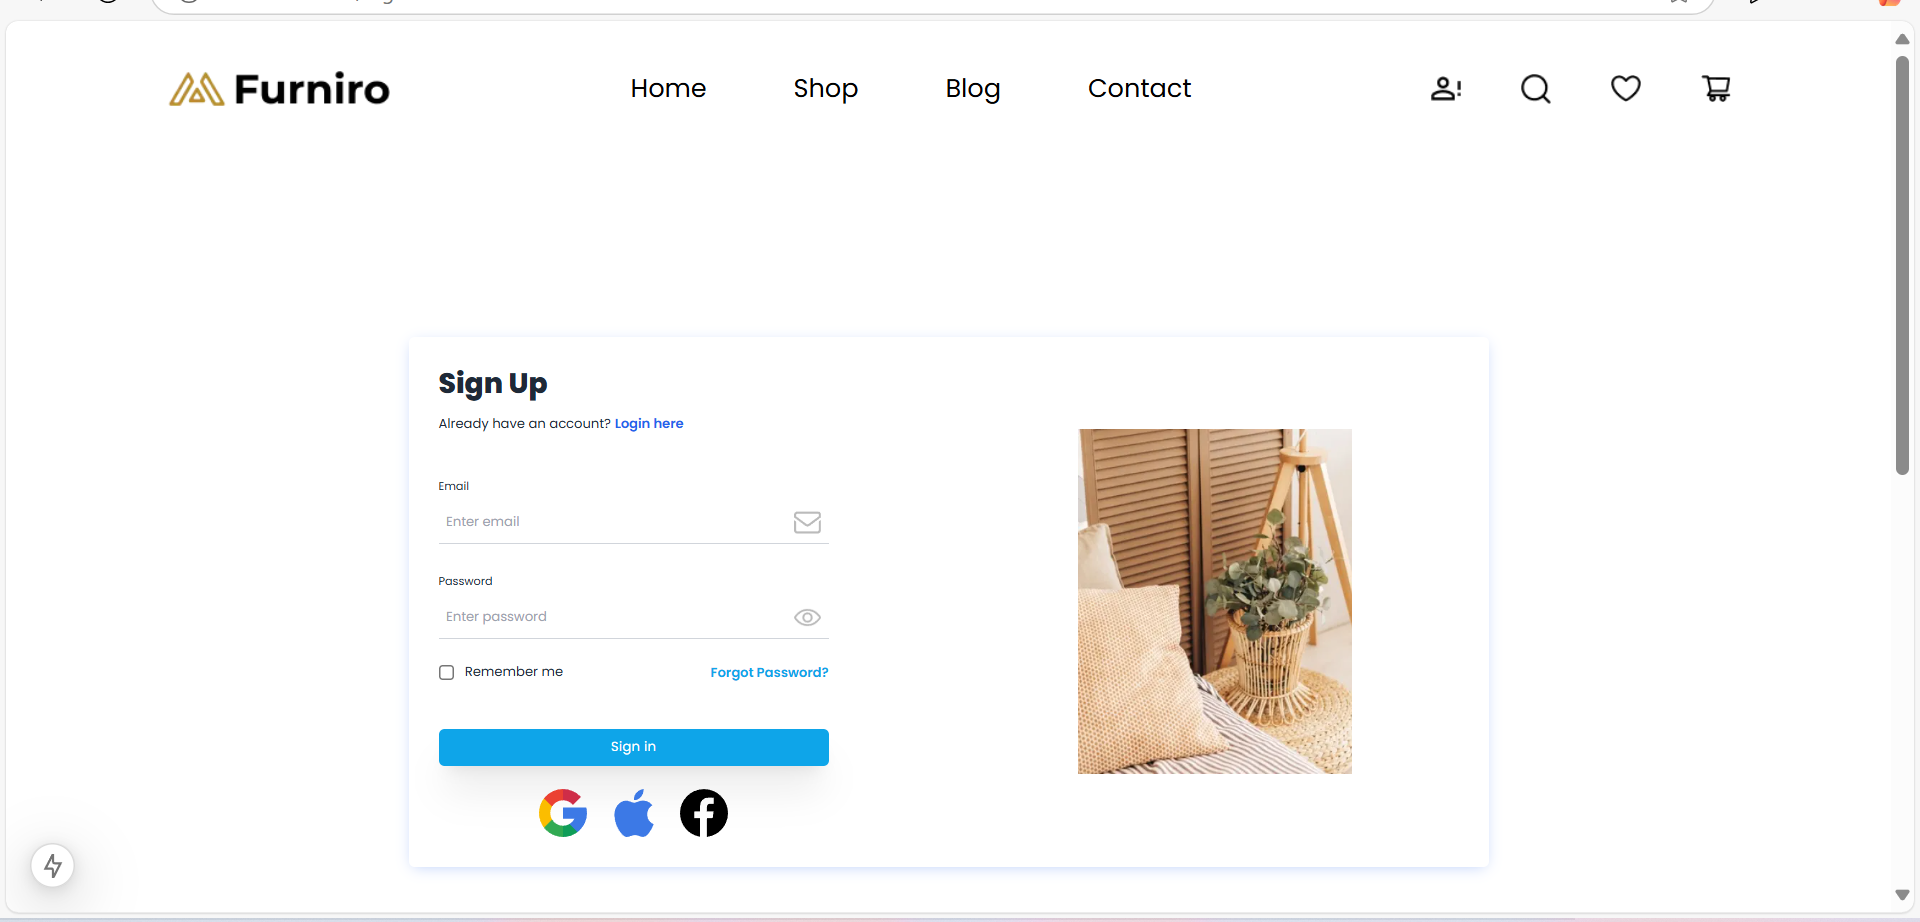 Furniro Home Shop Blog Contact
Sign Up
Already have an account? Login here
Email
Enter email
Password
Enter password
Remember me Forgot Password?
Sign in